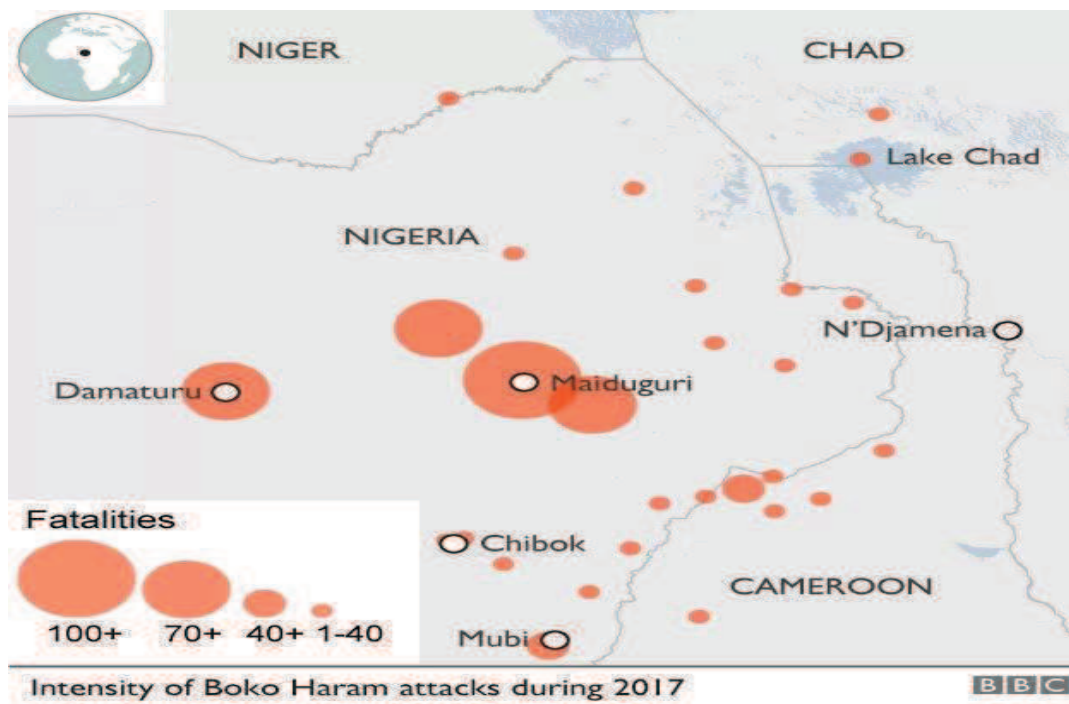 NIGER
CHAD
Lake Chad
NIGERIA
N'Djamena
Damaturu
Maiduguri
Fatalities
100+ 70+ 40+ 1-40
Chibok
CAMEROON
Mubi
Intensity of Boko Haram attacks during 2017
BBC